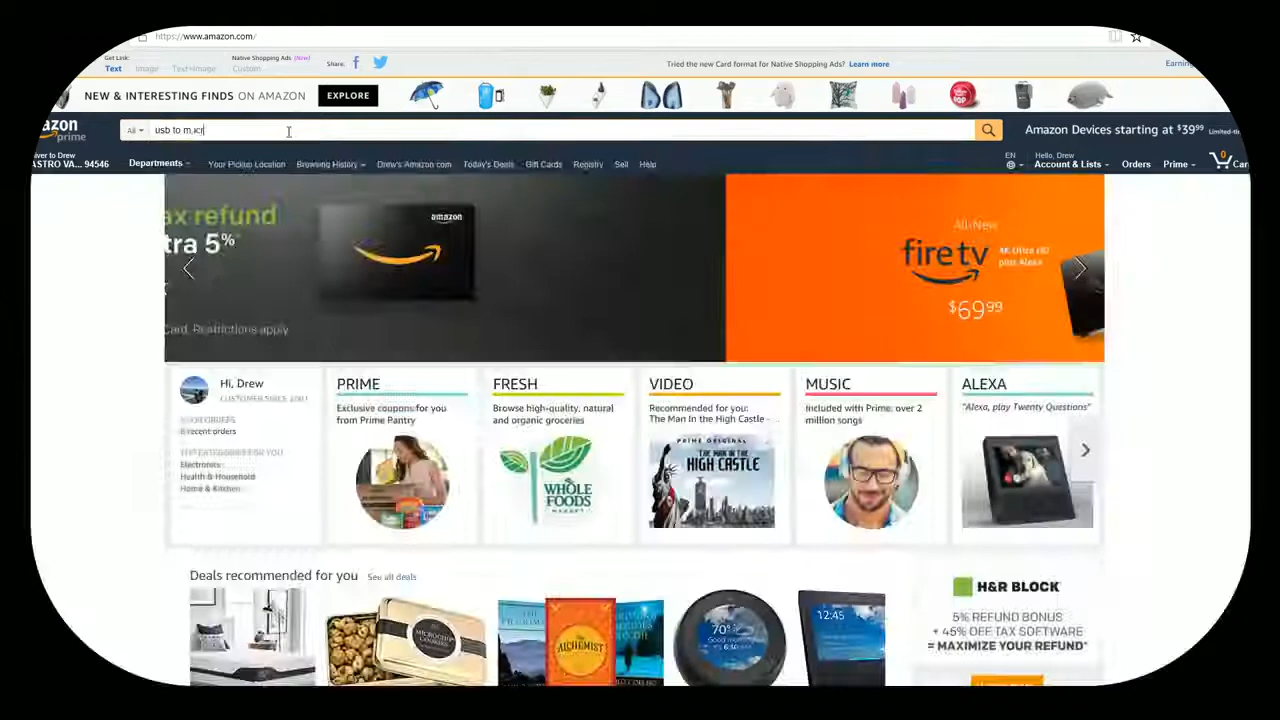 https://www.amazon.com/
Get Link: Text Image Text+Image
Native Shopping Ads (New) Custom
Share:
Tried the new Card format for Native Shopping Ads? Learn more
Earning
NEW & INTERESTING FINDS ON AMAZON EXPLORE
azon prime
All
usb to m,icr
Amazon Devices starting at $39.99 Limited-ti
iver to Drew
ASTRO VA... 94546
Departments Your Pickup Location Browsing History Drew's Amazon.com Today's Deals Gift Cards Registry Sell Help
EN
Hello, Drew
Account & Lists Orders Prime 0 Car
ax refund
tra 5%
Card. Restrictions apply
amazon
All-New
fire tv
4K Ultra HD
plus Alexa
$69.99
Hi, Drew
CUSTOMER SINCE 2001
YOUR ORDERS
6 recent orders
TOP CATEGORIES FOR YOU
Electronics
Health & Household
Home & Kitchen
PRIME
Exclusive coupons for you
from Prime Pantry
FRESH
Browse high-quality, natural
and organic groceries
WHOLE
FOODS
MARKET
VIDEO
Recommended for you:
The Man In the High Castle - ...
PRIME ORIGINAL
THE MAN IN THE
HIGH CASTLE
MUSIC
Included with Prime: over 2
million songs
ALEXA
"Alexa, play Twenty Questions"
Deals recommended for you See all deals
MICROCHIP
COOKIES
THE
ALCHEMIST
70°
12:45
H&R BLOCK
5% REFUND BONUS
+ 45% OFF TAX SOFTWARE
= MAXIMIZE YOUR REFUND*